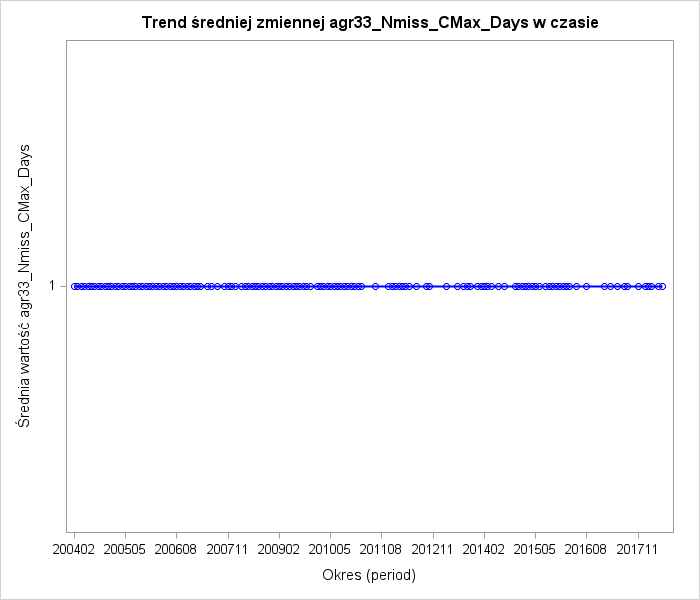 Trend średniej zmiennej agr33_Nmiss_CMax_Days w czasie
Średnia wartość agr33_Nmiss_CMax_Days
1
200402 200505 200608 200711 200902 201005 201108 201211 201402 201505 201608 201711
Okres (period)